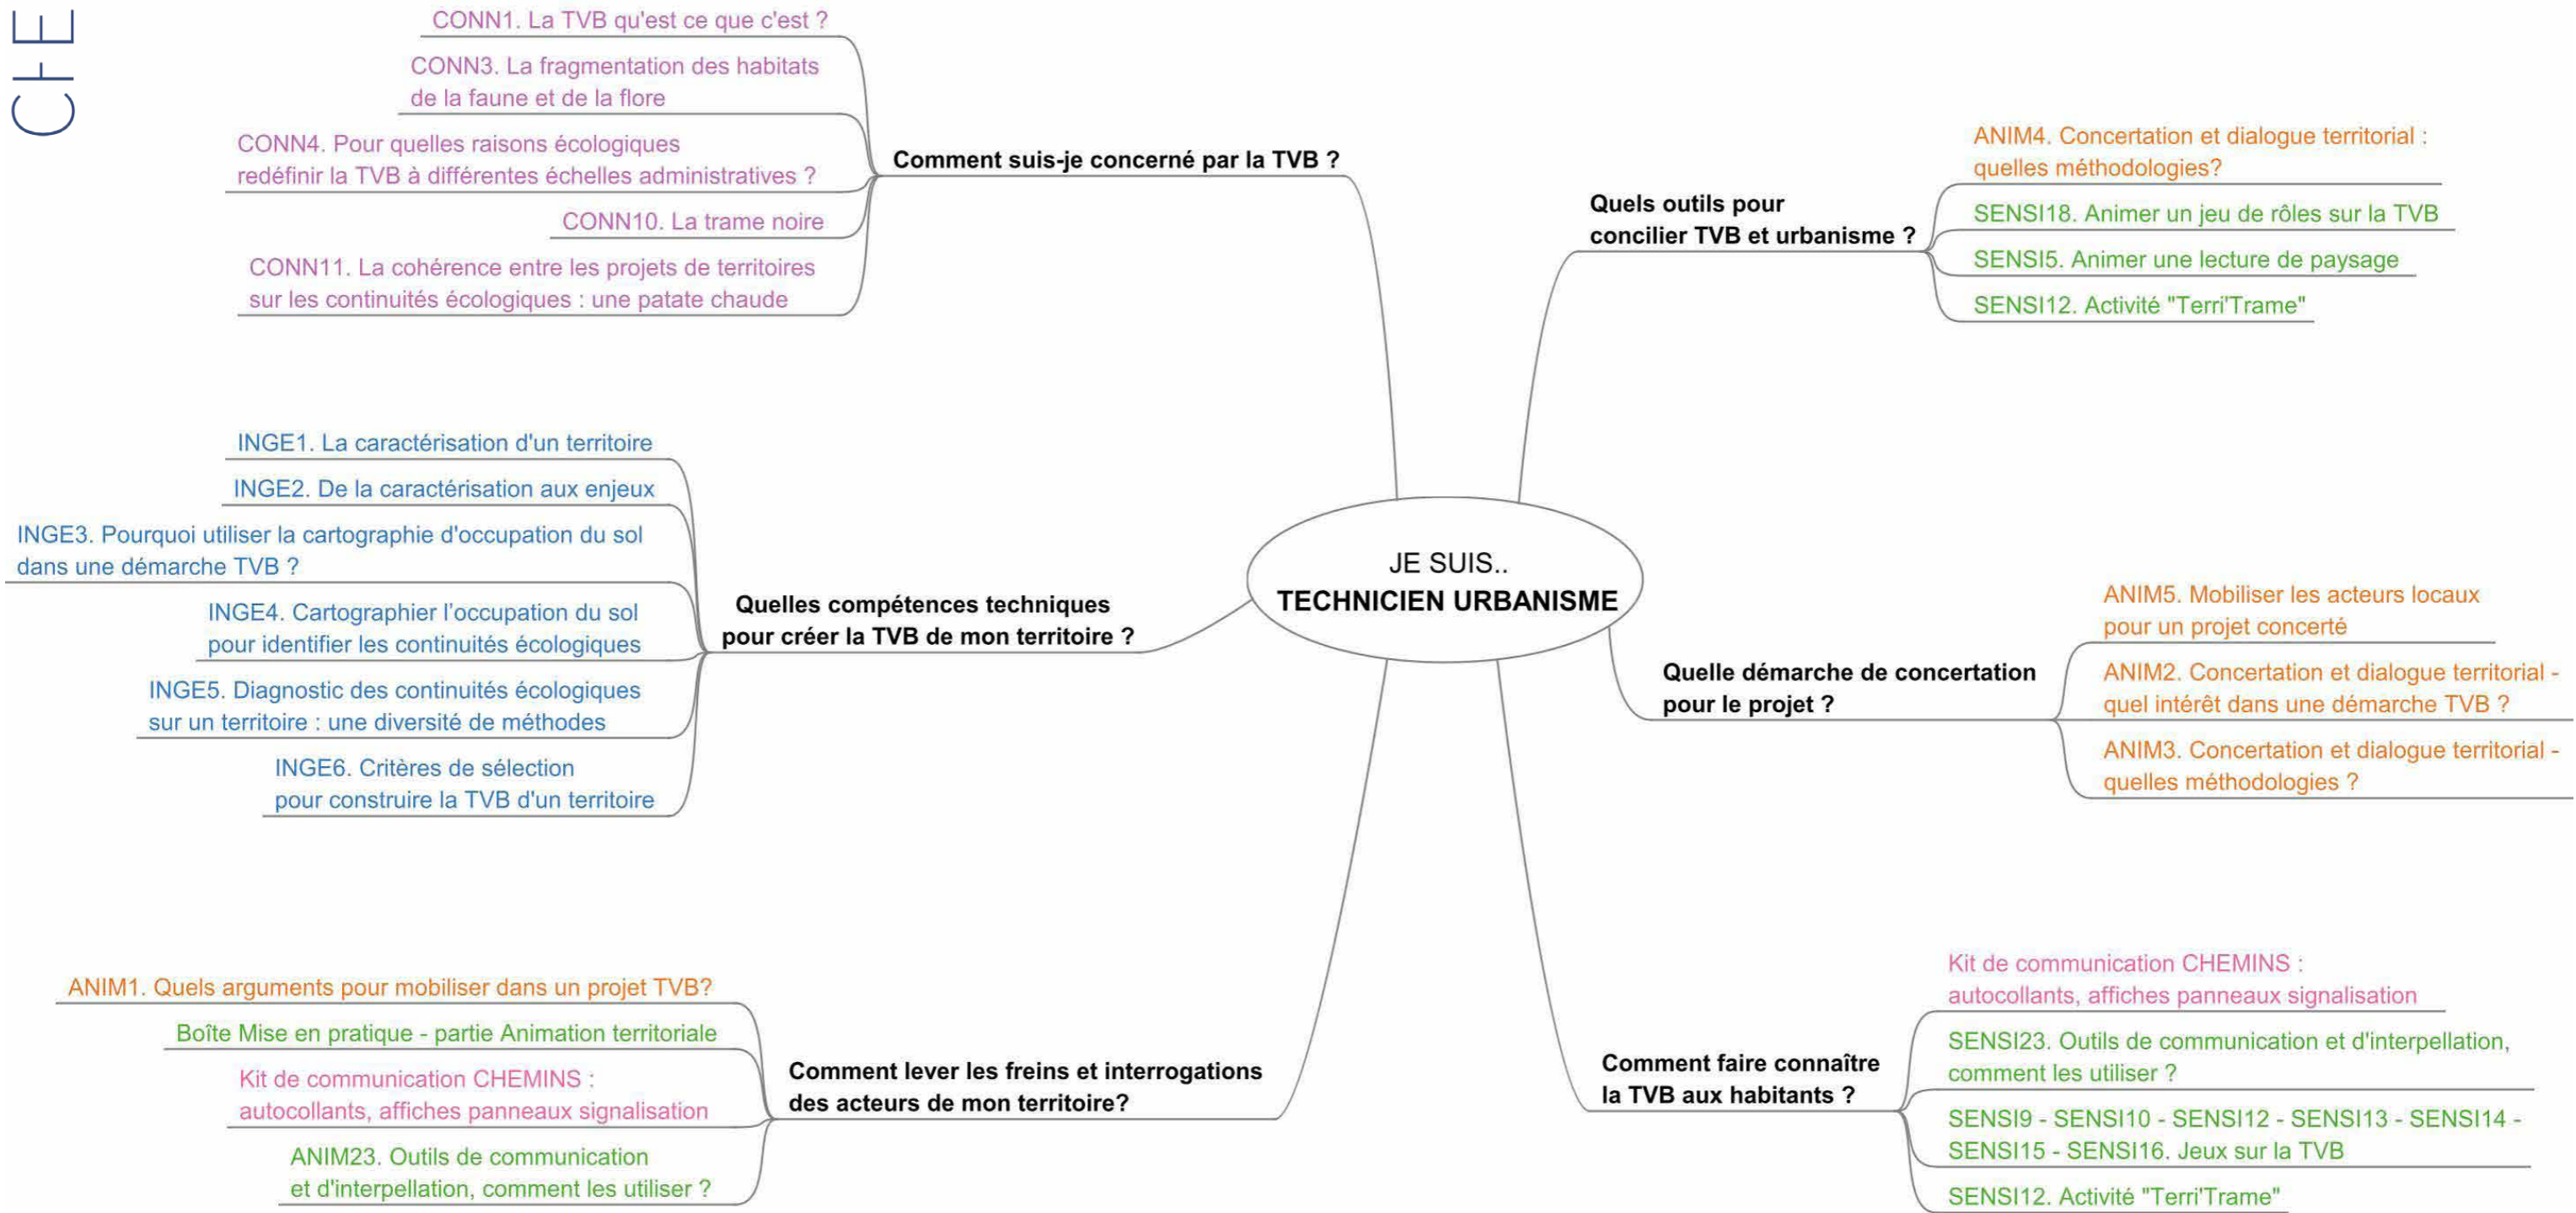 CHE
CONN1. La TVB qu'est ce que c'est ?
CONN3. La fragmentation des habitats
de la faune et de la flore
CONN4. Pour quelles raisons écologiques
redéfinir la TVB à différentes échelles administratives ?
CONN10. La trame noire
CONN11. La cohérence entre les projets de territoires
sur les continuités écologiques : une patate chaude
Comment suis-je concerné par la TVB ?
INGE1. La caractérisation d'un territoire
INGE2. De la caractérisation aux enjeux
INGE3. Pourquoi utiliser la cartographie d'occupation du sol
dans une démarche TVB ?
INGE4. Cartographier l'occupation du sol
pour identifier les continuités écologiques
INGE5. Diagnostic des continuités écologiques
sur un territoire : une diversité de méthodes
INGE6. Critères de sélection
pour construire la TVB d'un territoire
Quelles compétences techniques
pour créer la TVB de mon territoire ?
ANIM1. Quels arguments pour mobiliser dans un projet TVB?
Boîte Mise en pratique - partie Animation territoriale
Kit de communication CHEMINS :
autocollants, affiches panneaux signalisation
ANIM23. Outils de communication
et d'interpellation, comment les utiliser ?
Comment lever les freins et interrogations
des acteurs de mon territoire?
JE SUIS..
TECHNICIEN URBANISME
Quels outils pour
concilier TVB et urbanisme ?
ANIM4. Concertation et dialogue territorial :
quelles méthodologies?
SENSI18. Animer un jeu de rôles sur la TVB
SENSI5. Animer une lecture de paysage
SENSI12. Activité "Terri'Trame"
Quelle démarche de concertation
pour le projet ?
ANIM5. Mobiliser les acteurs locaux
pour un projet concerté
ANIM2. Concertation et dialogue territorial -
quel intérêt dans une démarche TVB ?
ANIM3. Concertation et dialogue territorial -
quelles méthodologies ?
Comment faire connaître
la TVB aux habitants ?
Kit de communication CHEMINS :
autocollants, affiches panneaux signalisation
SENSI23. Outils de communication et d'interpellation,
comment les utiliser ?
SENSI9 - SENSI10 - SENSI12 - SENSI13 - SENSI14 -
SENSI15 - SENSI16. Jeux sur la TVB
SENSI12. Activité "Terri'Trame"